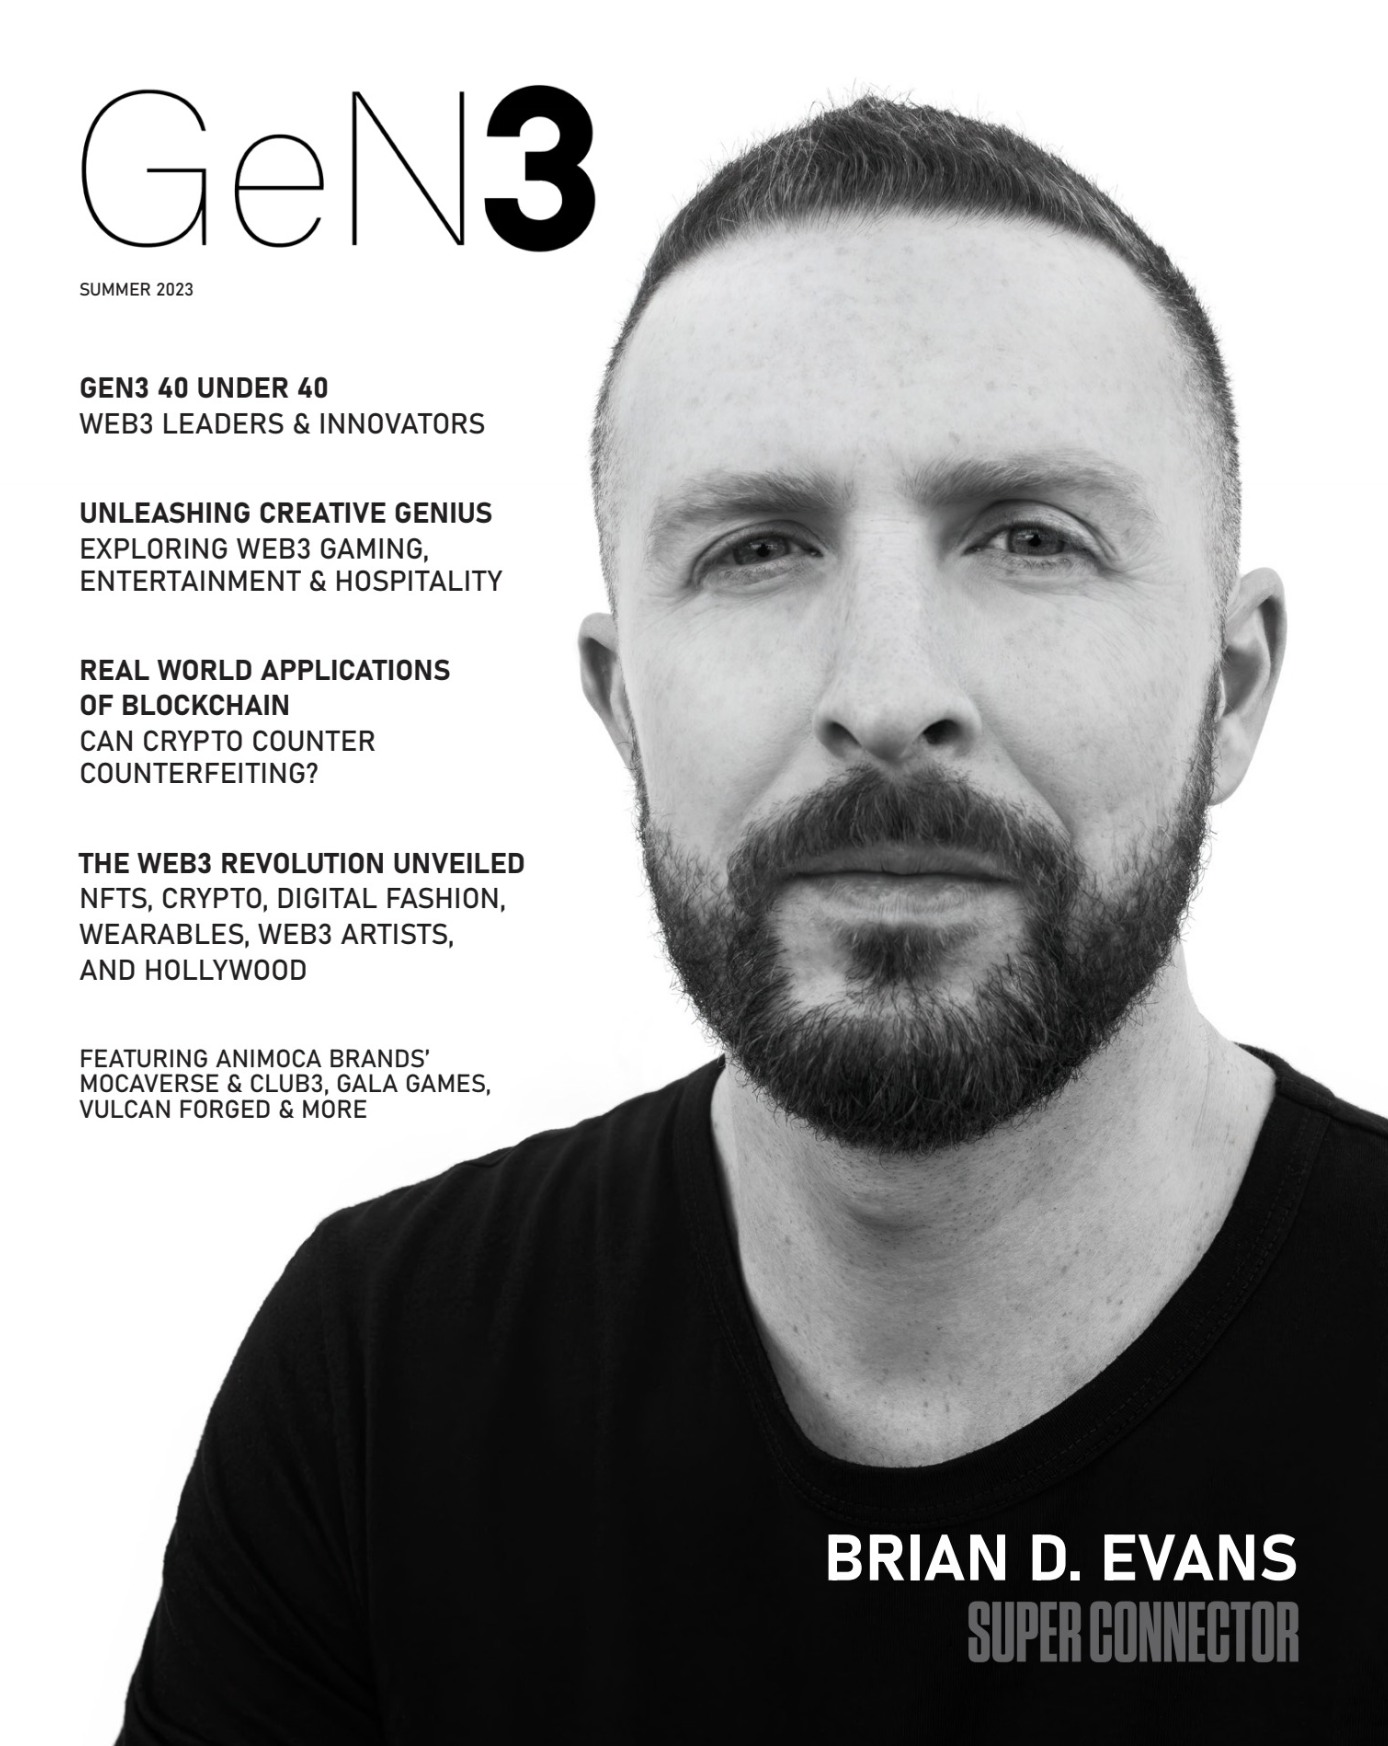 GeN3
SUMMER 2023
GEN3 40 UNDER 40
WEB3 LEADERS & INNOVATORS
UNLEASHING CREATIVE GENIUS
EXPLORING WEB3 GAMING,
ENTERTAINMENT & HOSPITALITY
REAL WORLD APPLICATIONS
OF BLOCKCHAIN
CAN CRYPTO COUNTER
COUNTERFEITING?
THE WEB3 REVOLUTION UNVEILED
NFTS, CRYPTO, DIGITAL FASHION,
WEARABLES, WEB3 ARTISTS,
AND HOLLYWOOD
FEATURING ANIMOCA BRANDS’
MOCAVERSE & CLUB3, GALA GAMES,
VULCAN FORGED & MORE
BRIAN D. EVANS
SUPER CONNECTOR